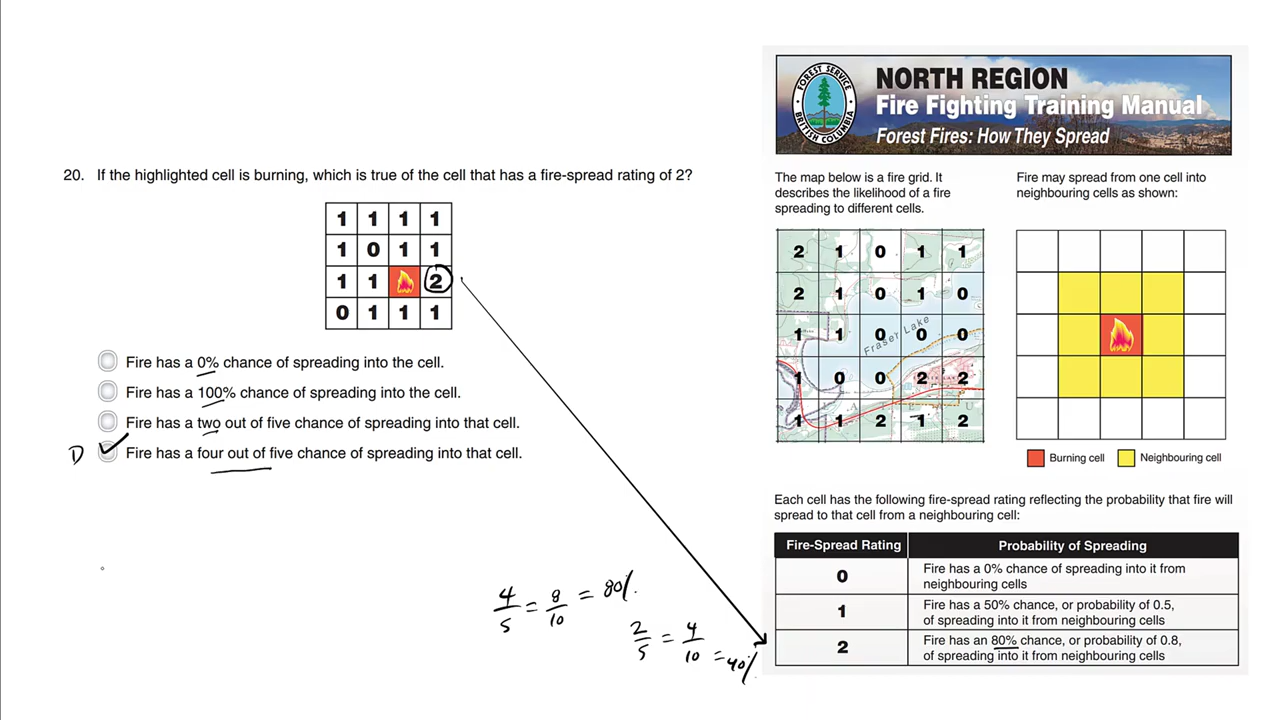 20. If the highlighted cell is burning, which is true of the cell that has a fire-spread rating of 2?
1 1 1 1
1 0 1 1
1 1 2
0 1 1 1
Fire has a 0% chance of spreading into the cell.
Fire has a 100% chance of spreading into the cell.
Fire has a two out of five chance of spreading into that cell.
D Fire has a four out of five chance of spreading into that cell.
4/5 = 8/10 = 80%
2/5 = 4/10 = 40%
FOREST SERVICE
BRITISH COLUMBIA
NORTH REGION
Fire Fighting Training Manual
Forest Fires: How They Spread
The map below is a fire grid. It
describes the likelihood of a fire
spreading to different cells.
2 1 0 1 1
2 1 0 1 0
1 1 0 0 0
Fraser Lake
1 0 0 2 2
1 1 2 1 2
Fire may spread from one cell into
neighbouring cells as shown:
Burning cell Neighbouring cell
Each cell has the following fire-spread rating reflecting the probability that fire will
spread to that cell from a neighbouring cell:
Fire-Spread Rating Probability of Spreading
0 Fire has a 0% chance of spreading into it from
neighbouring cells
1 Fire has a 50% chance, or probability of 0.5,
of spreading into it from neighbouring cells
2 Fire has an 80% chance, or probability of 0.8,
of spreading into it from neighbouring cells